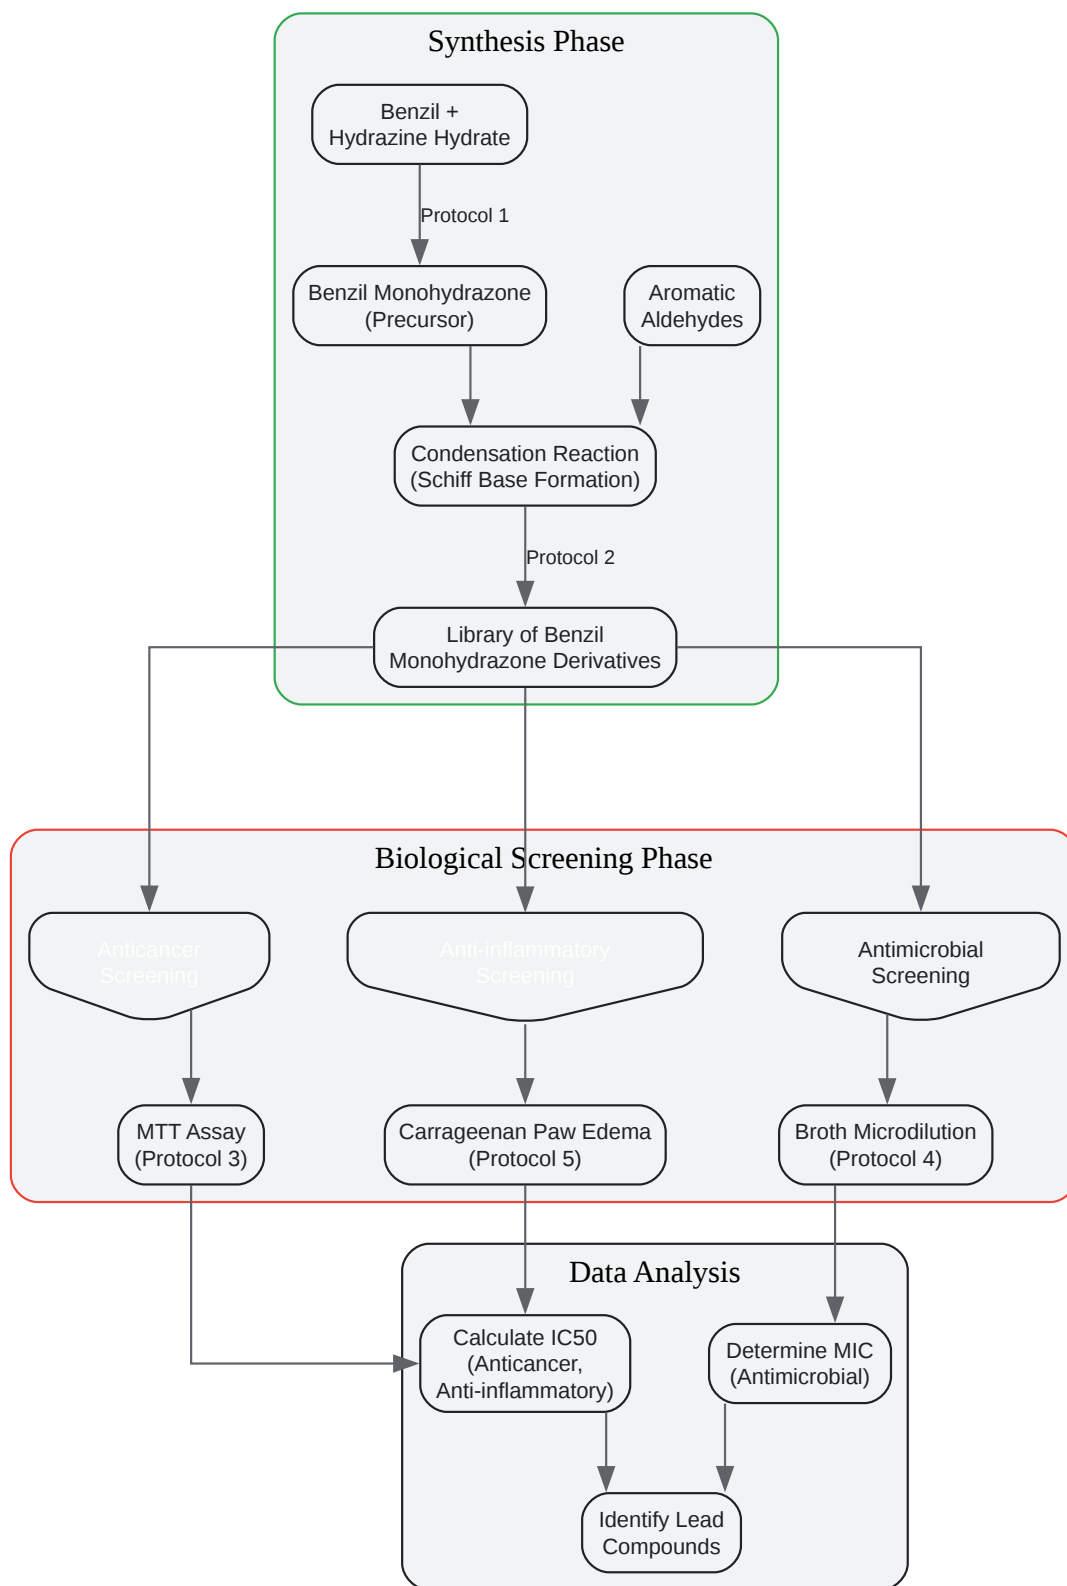 Synthesis Phase
Benzil +
Hydrazine Hydrate
Protocol 1
Benzil Monohydrazone
(Precursor)
Aromatic
Aldehydes
Condensation Reaction
(Schiff Base Formation)
Protocol 2
Library of Benzil
Monohydrazone Derivatives
Biological Screening Phase
Anticancer
Screening
Anti-inflammatory
Screening
Antimicrobial
Screening
MTT Assay
(Protocol 3)
Carrageenan Paw Edema
(Protocol 5)
Broth Microdilution
(Protocol 4)
Data Analysis
Calculate IC50
(Anticancer,
Anti-inflammatory)
Determine MIC
(Antimicrobial)
Identify Lead
Compounds